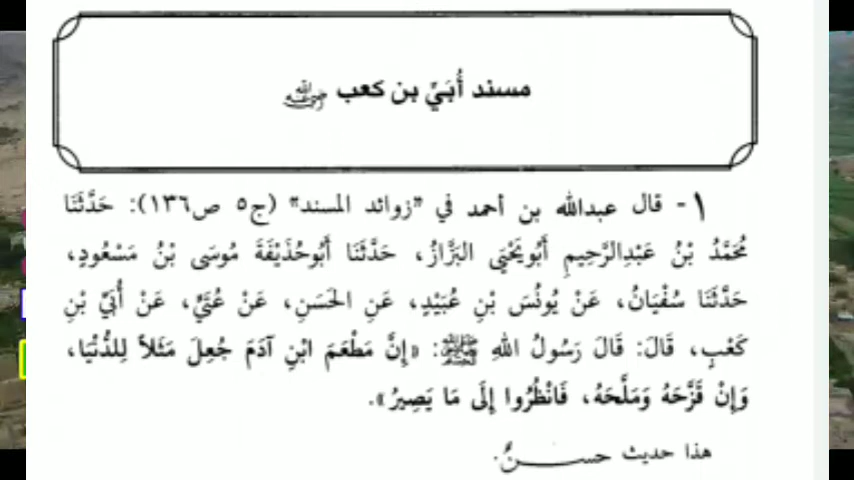 مسند أُبَيِّ بن كعب رضي الله عنه
١- قال عبدالله بن أحمد في "زوائد المسند" (ج٥ ص١٣٦): حَدَّثَنَا
مُحَمَّدُ بْنُ عَبْدِالرَّحِيمِ أَبُويَحْيَى البَزَّازُ، حَدَّثَنَا أَبُوحُذَيْفَةَ مُوسَى بْنُ مَسْعُودٍ،
حَدَّثَنَا سُفْيَانُ، عَنْ يُونُسَ بْنِ عُبَيْدٍ، عَنِ الحَسَنِ، عَنْ عُتَيٍّ، عَنْ أُبَيِّ بْنِ
كَعْبٍ، قَالَ: قَالَ رَسُولُ اللهِ ﷺ: «إِنَّ مَطْعَمَ ابْنِ آدَمَ جُعِلَ مَثَلاً لِلدُّنْيَا،
وَإِنْ قَزَّحَهُ وَمَلَّحَهُ، فَانْظُرُوا إِلَى مَا يَصِيرُ».
هذا حديث حسنٌ.